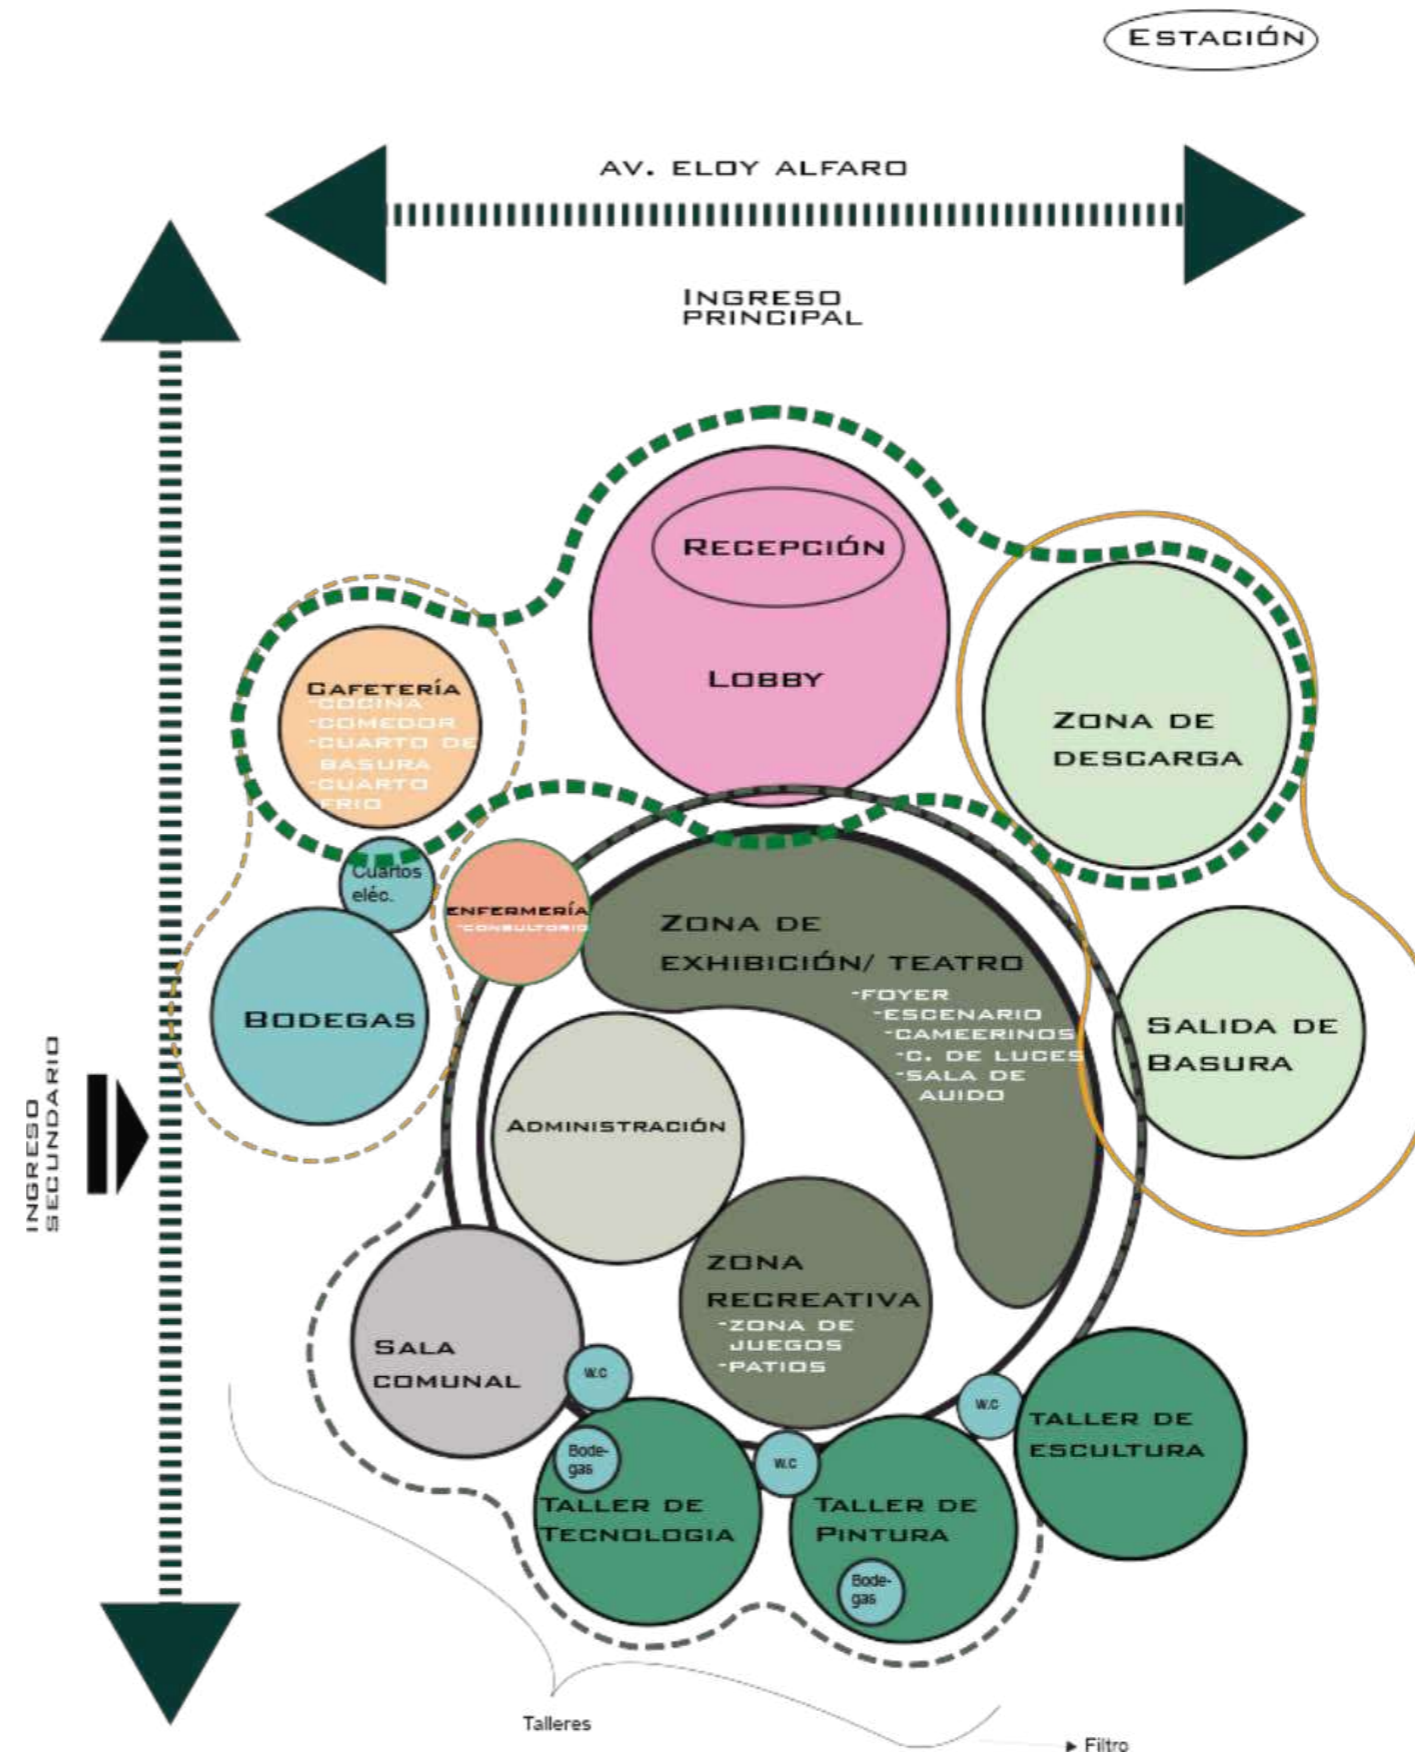 ESTACIÓN
AV. ELOY ALFARO
INGRESO
PRINCIPAL
RECEPCIÓN
LOBBY
CAFETERÍA
-COCINA
-COMEDOR
-CUARTO DE
BASURA
-CUARTO
FRIO
ZONA DE
DESCARGA
Cuartos
eléc.
ENFERMERÍA
-CONSULTORIO
BODEGAS
ZONA DE
EXHIBICIÓN/ TEATRO
-FOYER
-ESCENARIO
-CAMEERINOS
-C. DE LUCES
-SALA DE
AUIDO
SALIDA DE
BASURA
INGRESO
SECUNDARIO
ADMINISTRACIÓN
ZONA
RECREATIVA
-ZONA DE
JUEGOS
-PATIOS
SALA
COMUNAL
W.C
W.C
W.C
TALLER DE
ESCULTURA
Bode-
gas
TALLER DE
TECNOLOGIA
TALLER DE
PINTURA
Bode-
gas
Talleres
Filtro